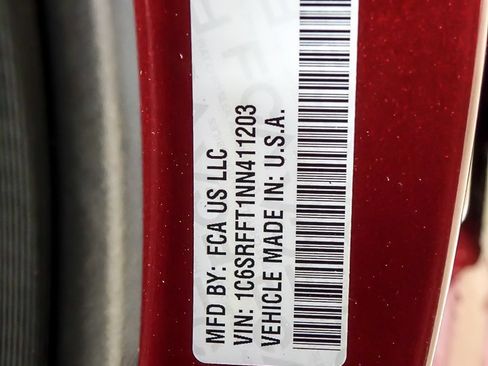 MFD BY: FCA US LLC
VIN: 1C6SRFFT1NN411203
VEHICLE MADE IN: U.S.A.